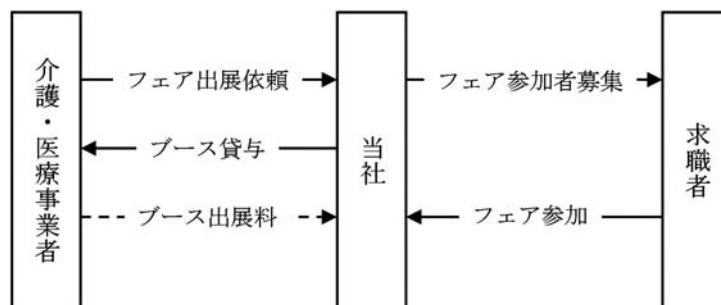 介護・医療事業者
フェア出展依頼
ブース貸与
ブース出展料
当社
フェア参加者募集
フェア参加
求職者